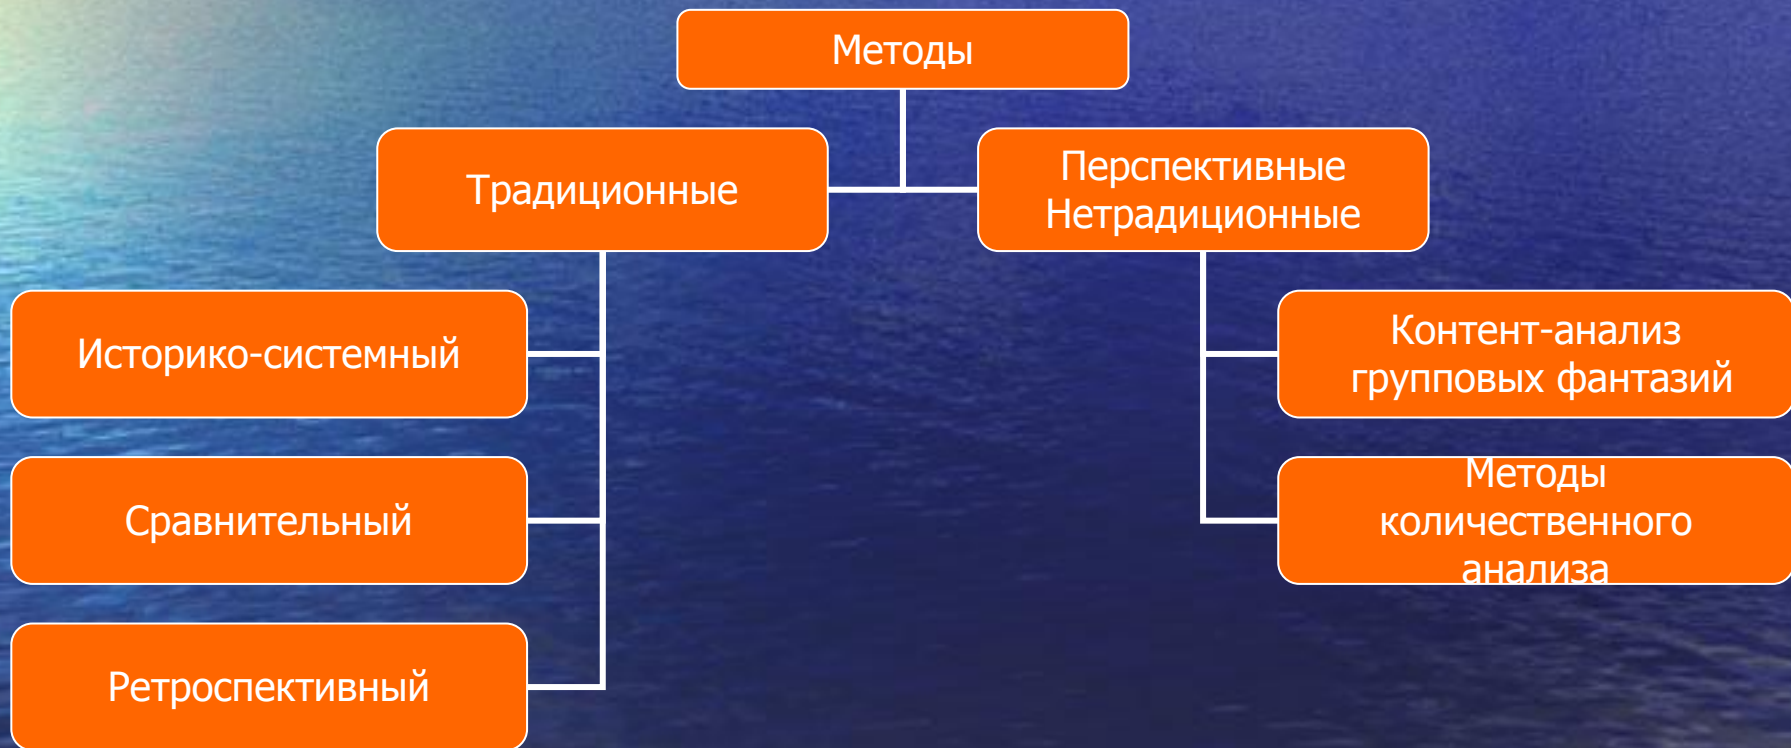 Методы
Традиционные
Перспективные
Нетрадиционные
Историко-системный
Сравнительный
Ретроспективный
Контент-анализ
групповых фантазий
Методы
количественного
анализа